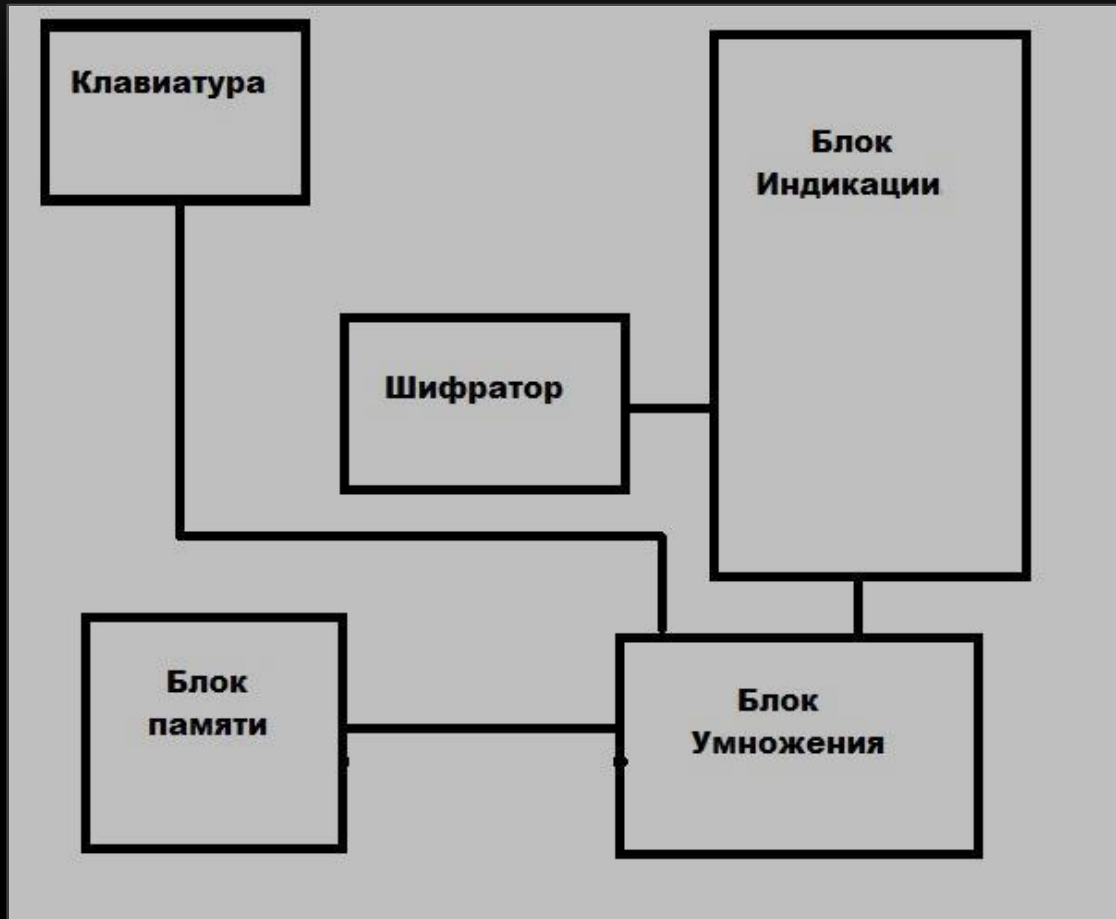 Клавиатура
Блок
Индикации
Шифратор
Блок
памяти
Блок
Умножения